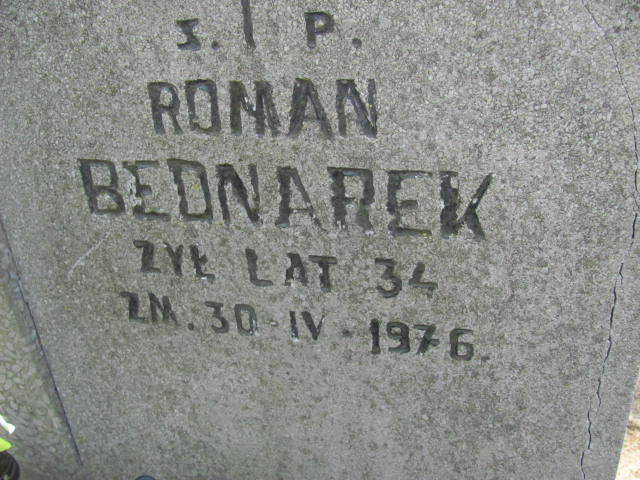 Ś. P.
ROMAN
BEDNAREK
ŻYŁ LAT 34
ZM. 30-IV-1976.